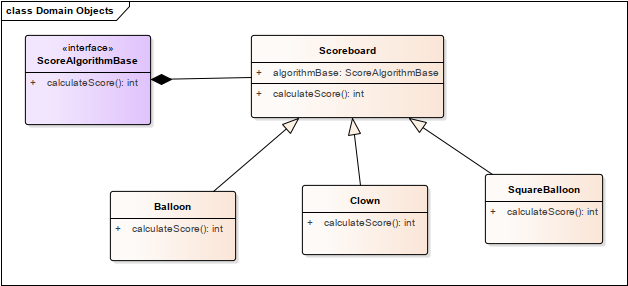 class Domain Objects
«interface»
ScoreAlgorithmBase
+ calculateScore(): int
Scoreboard
+ algorithmBase: ScoreAlgorithmBase
+ calculateScore(): int
Balloon
+ calculateScore(): int
Clown
+ calculateScore(): int
SquareBalloon
+ calculateScore(): int